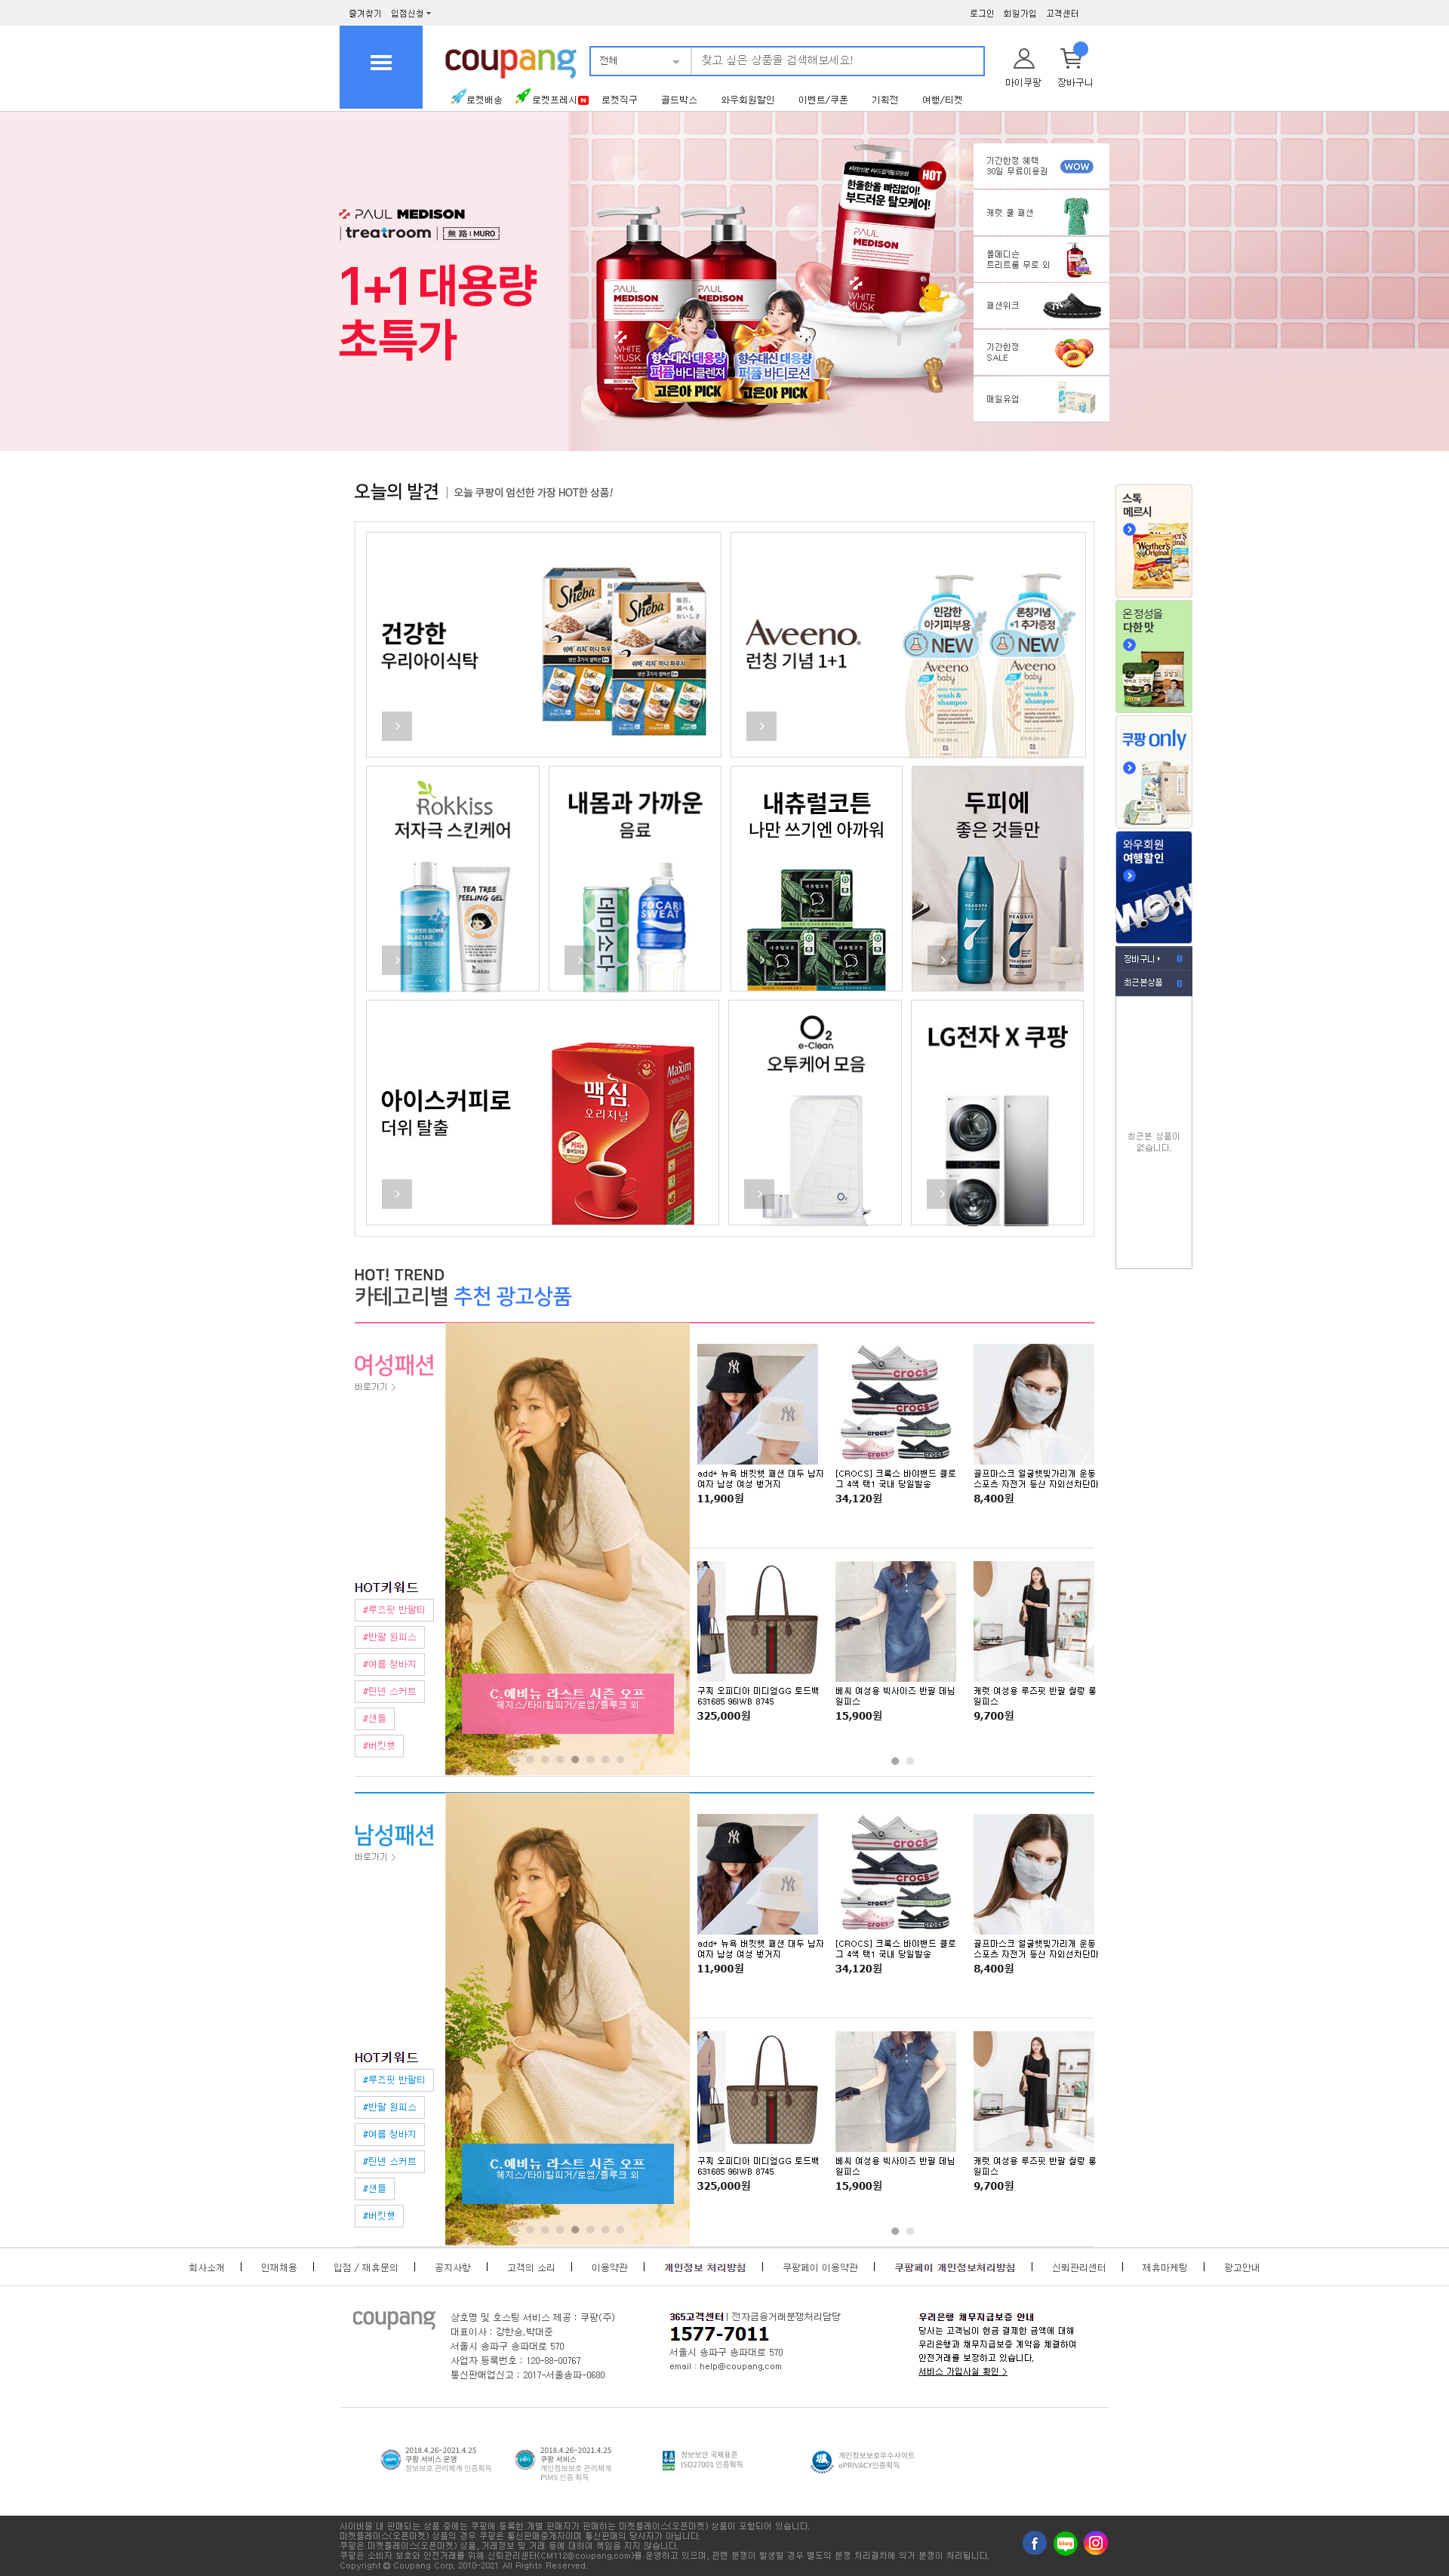 즐겨찾기 입점신청
로그인 회원가입 고객센터
coupang
전체
찾고 싶은 상품을 검색해보세요!
마이쿠팡
장바구니
로켓배송 로켓프레시 N 로켓직구 골드박스 와우회원할인 이벤트/쿠폰 기획전 여행/티켓
PAUL MEDISON
treatroom 無路 MURO
1+1 대용량
초특가
한올한올 빠짐없이!
부드러운 탈모케어!
HOT
PAUL
MEDISON
WHITE
MUSK
PAUL
MEDISON
WHITE
MUSK
PAUL
MEDISON
향수대신 대용량
퍼퓸 바디클렌져
고은아 PICK
향수대신 대용량
퍼퓸 바디로션
고은아 PICK
기간한정 혜택
30일 무료이용권
WOW
캐럿 쿨 패션
폴메디슨
트리트룸 무로 외
패션위크
기간한정
SALE
매일유업
오늘의 발견
오늘 쿠팡이 엄선한 가장 HOT한 상품!
건강한
우리아이식탁
Sheba
Sheba
Aveeno.
런칭 기념 1+1
민감한
아기피부용
NEW
Aveeno
baby
wash &
shampoo
론칭기념
+1 추가증정
NEW
Aveeno
baby
wash &
shampoo
Rokkiss
저자극 스킨케어
WATER BOMB
GLACIAR
PORE TONER
TEA TREE
PEELING GEL
Rokkiss
내몸과 가까운
음료
데미소다
POCARI
SWEAT
내츄럴코튼
나만 쓰기엔 아까워
내츄럴코튼
Organic
두피에
좋은 것들만
HEADSPA
7
HEADSPA
7
TREATMENT
아이스커피로
더위 탈출
Maxim
ORIGINAL
맥심
오리지날
O2
e-Clean
오투케어 모음
LG전자 X 쿠팡
스톡
메르시
Werther's
Original
온 정성을
다한 맛
쿠팡 only
와우회원
여행할인
WOW
장바구니 0
최근본상품 0
최근본 상품이
없습니다.
HOT! TREND
카테고리별 추천 광고상품
여성패션
바로가기 >
HOT키워드
#루즈핏 반팔티
#반팔 원피스
#여름 청바지
#린넨 스커트
#샌들
#버킷햇
C.에비뉴 라스트 시즌 오프
헤지스/타미힐피거/로엠/플루크 외
add+ 뉴욕 버킷햇 패션 대두 남자
여자 남성 여성 벙거지
11,900원
[CROCS] 크록스 바야밴드 클로
그 4색 택1 국내 당일발송
34,120원
골프마스크 얼굴햇빛가리개 운동
스포츠 자전거 등산 자외선차단마
8,400원
구찌 오피디아 미디엄GG 토드백
631685 96IWB 8745
325,000원
베씨 여성용 빅사이즈 반팔 데님
원피스
15,900원
캐럿 여성용 루즈핏 반팔 슬랍 롱
원피스
9,700원
남성패션
바로가기 >
HOT키워드
#루즈핏 반팔티
#반팔 원피스
#여름 청바지
#린넨 스커트
#샌들
#버킷햇
C.에비뉴 라스트 시즌 오프
헤지스/타미힐피거/로엠/플루크 외
add+ 뉴욕 버킷햇 패션 대두 남자
여자 남성 여성 벙거지
11,900원
[CROCS] 크록스 바야밴드 클로
그 4색 택1 국내 당일발송
34,120원
골프마스크 얼굴햇빛가리개 운동
스포츠 자전거 등산 자외선차단마
8,400원
구찌 오피디아 미디엄GG 토드백
631685 96IWB 8745
325,000원
베씨 여성용 빅사이즈 반팔 데님
원피스
15,900원
캐럿 여성용 루즈핏 반팔 슬랍 롱
원피스
9,700원
회사소개 | 인재채용 | 입점 / 제휴문의 | 공지사항 | 고객의 소리 | 이용약관 | 개인정보 처리방침 | 쿠팡페이 이용약관 | 쿠팡페이 개인정보처리방침 | 신뢰관리센터 | 제휴마케팅 | 광고안내
coupang
상호명 및 호스팅 서비스 제공 : 쿠팡(주)
대표이사 : 강한승,박대준
서울시 송파구 송파대로 570
사업자 등록번호 : 120-88-00767
통신판매업신고 : 2017-서울송파-0680
365고객센터 | 전자금융거래분쟁처리담당
1577-7011
서울시 송파구 송파대로 570
email : help@coupang.com
우리은행 채무지급보증 안내
당사는 고객님이 현금 결제한 금액에 대해
우리은행과 채무지급보증 계약을 체결하여
안전거래를 보장하고 있습니다.
서비스 가입사실 확인 >
2018.4.26~2021.4.25
쿠팡 서비스 운영
정보보호 관리체계 인증획득
2018.4.26~2021.4.25
쿠팡 서비스
개인정보보호 관리체계
PIMS 인증 획득
정보보안 국제표준
ISO27001 인증획득
개인정보보호우수사이트
ePRIVACY인증획득
사이버몰 내 판매되는 상품 중에는 쿠팡에 등록한 개별 판매자가 판매하는 마켓플레이스(오픈마켓) 상품이 포함되어 있습니다.
마켓플레이스(오픈마켓) 상품의 경우 쿠팡은 통신판매중개자이며 통신판매의 당사자가 아닙니다.
쿠팡은 마켓플레이스(오픈마켓) 상품, 거래정보 및 거래 등에 대하여 책임을 지지 않습니다.
쿠팡은 소비자 보호와 안전거래를 위해 신뢰관리센터(CM112@coupang.com)를 운영하고 있으며, 관련 분쟁이 발생할 경우 별도의 분쟁 처리절차에 의거 분쟁이 처리됩니다.
Copyright © Coupang Corp. 2010-2021 All Rights Reserved.
blog